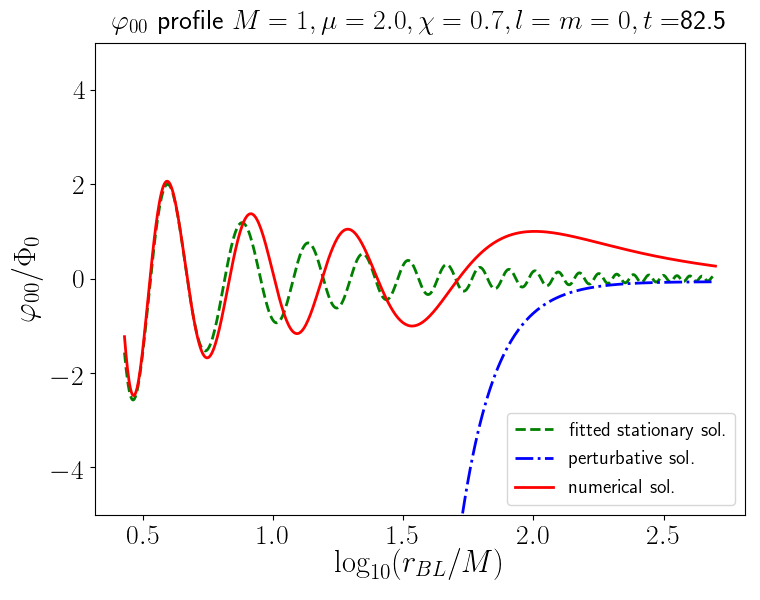 φ₀₀ profile M = 1, μ = 2.0, χ = 0.7, l = m = 0, t =82.5
φ₀₀/Φ₀
4
2
0
−2
−4
fitted stationary sol.
perturbative sol.
numerical sol.
0.5 1.0 1.5 2.0 2.5
log₁₀(r_BL/M)